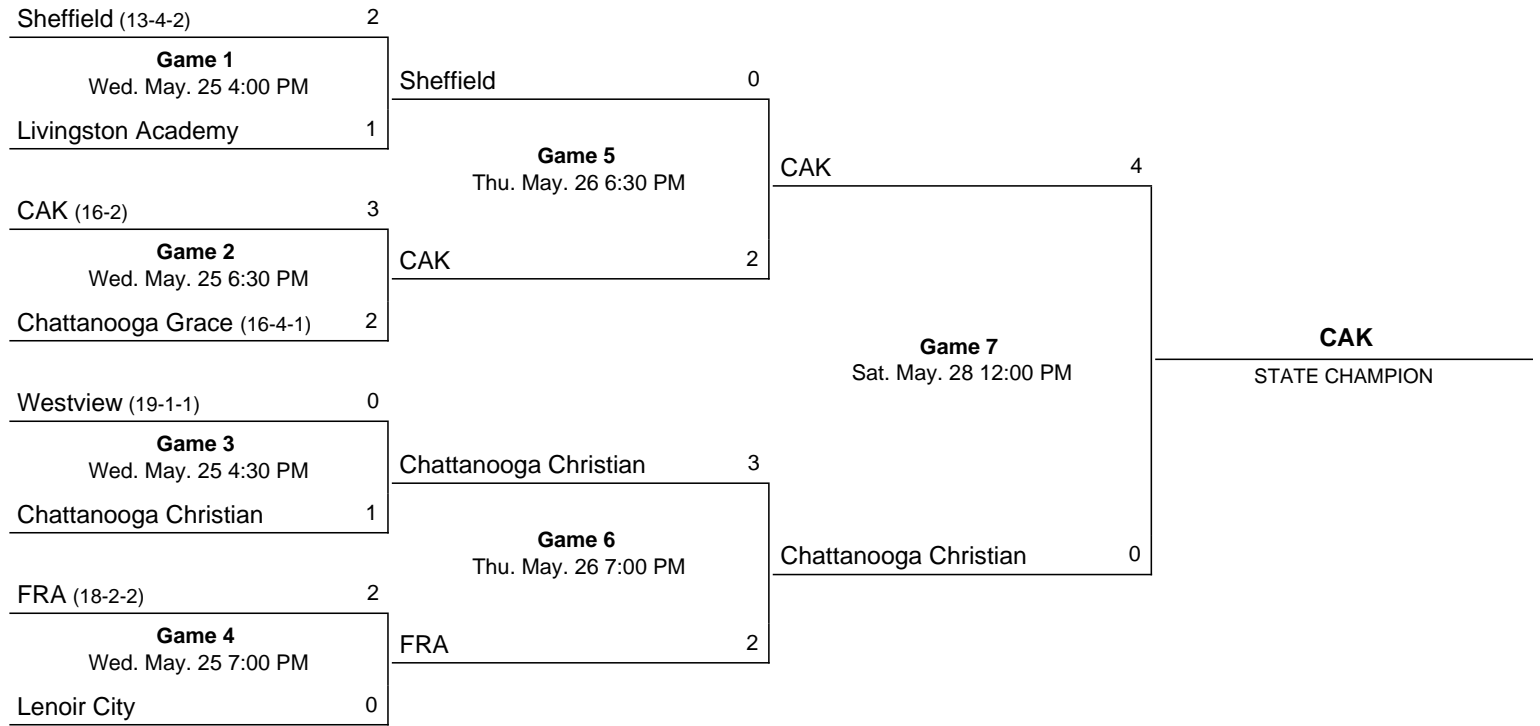 Sheffield (13-4-2) 2
Game 1
Wed. May. 25 4:00 PM
Livingston Academy 1
CAK (16-2) 3
Game 2
Wed. May. 25 6:30 PM
Chattanooga Grace (16-4-1) 2
Westview (19-1-1) 0
Game 3
Wed. May. 25 4:30 PM
Chattanooga Christian 1
FRA (18-2-2) 2
Game 4
Wed. May. 25 7:00 PM
Lenoir City 0
Sheffield 0
Game 5
Thu. May. 26 6:30 PM
CAK 2
Chattanooga Christian 3
Game 6
Thu. May. 26 7:00 PM
FRA 2
CAK 4
Game 7
Sat. May. 28 12:00 PM
Chattanooga Christian 0
CAK
STATE CHAMPION